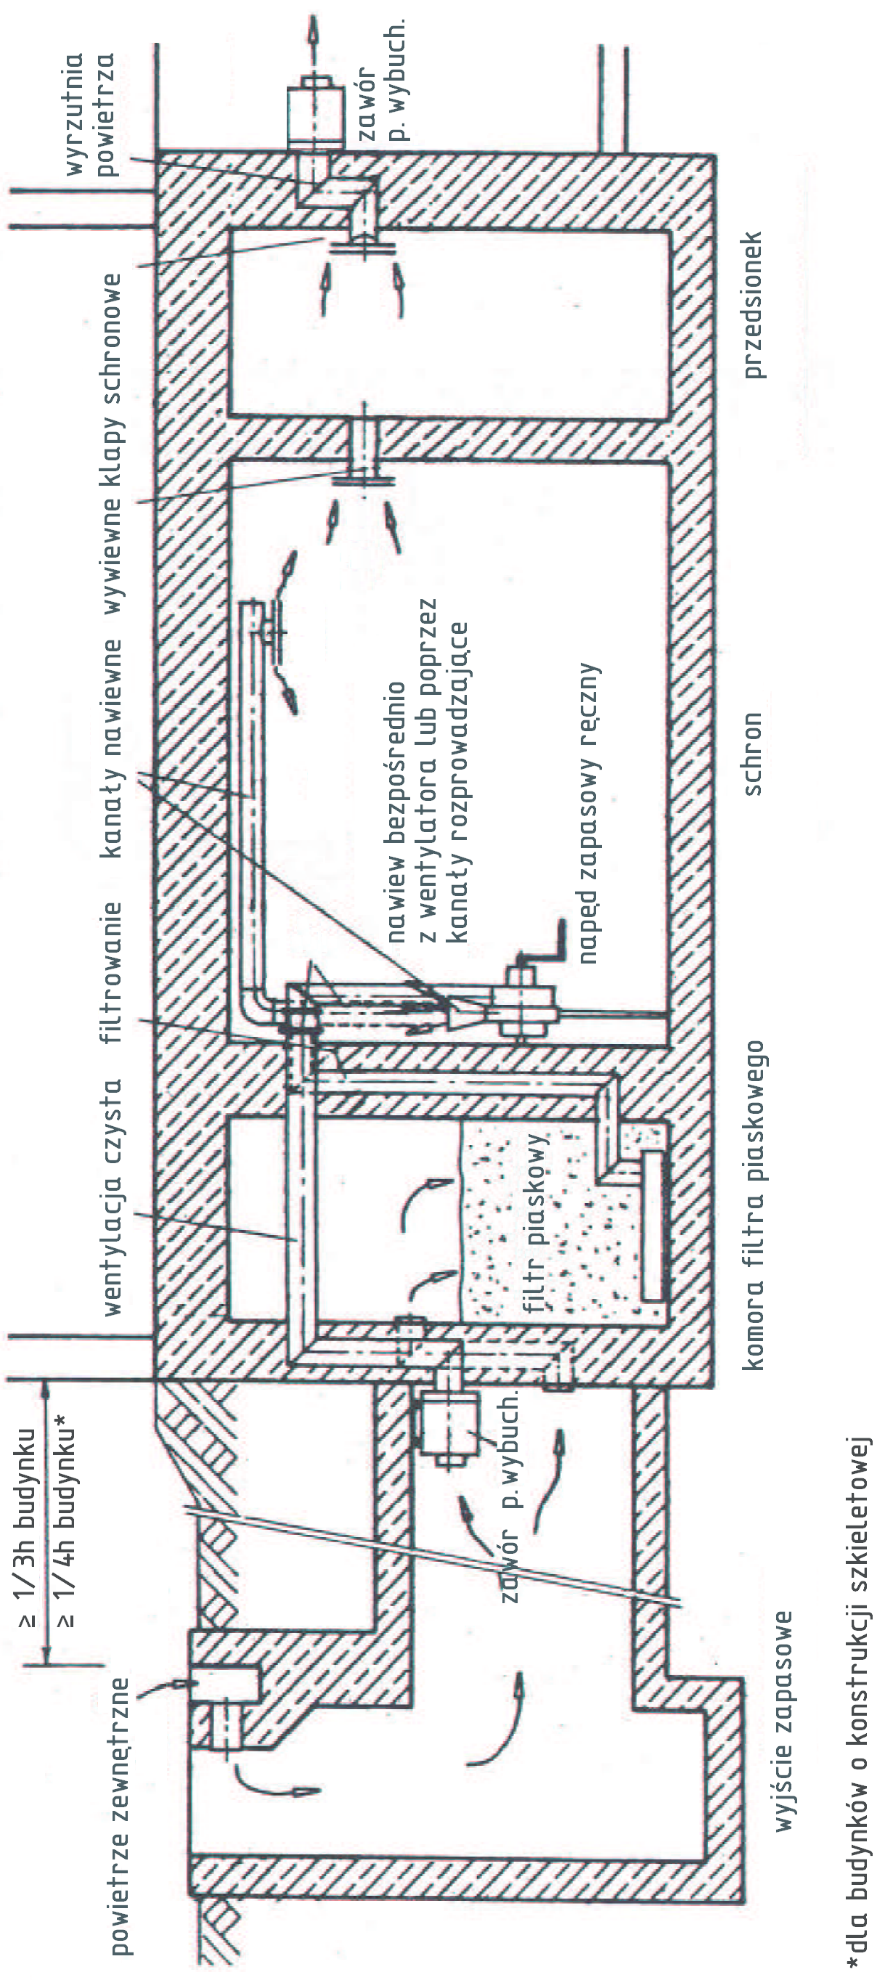 ≥ 1/3h budynku
≥ 1/4h budynku*
powietrze zewnętrzne
wentylacja czysta
filtrowanie
kanały nawiewne
wywiewne klapy schronowe
wyrzutnia
powietrza
zawór
p. wybuch.
nawiew bezpośrednio
z wentylatora lub poprzez
kanały rozprowadzające
napęd zapasowy ręczny
filtr piaskowy
zawór p.wybuch.
wyjście zapasowe
komora filtra piaskowego
schron
przedsionek
*dla budynków o konstrukcji szkieletowej